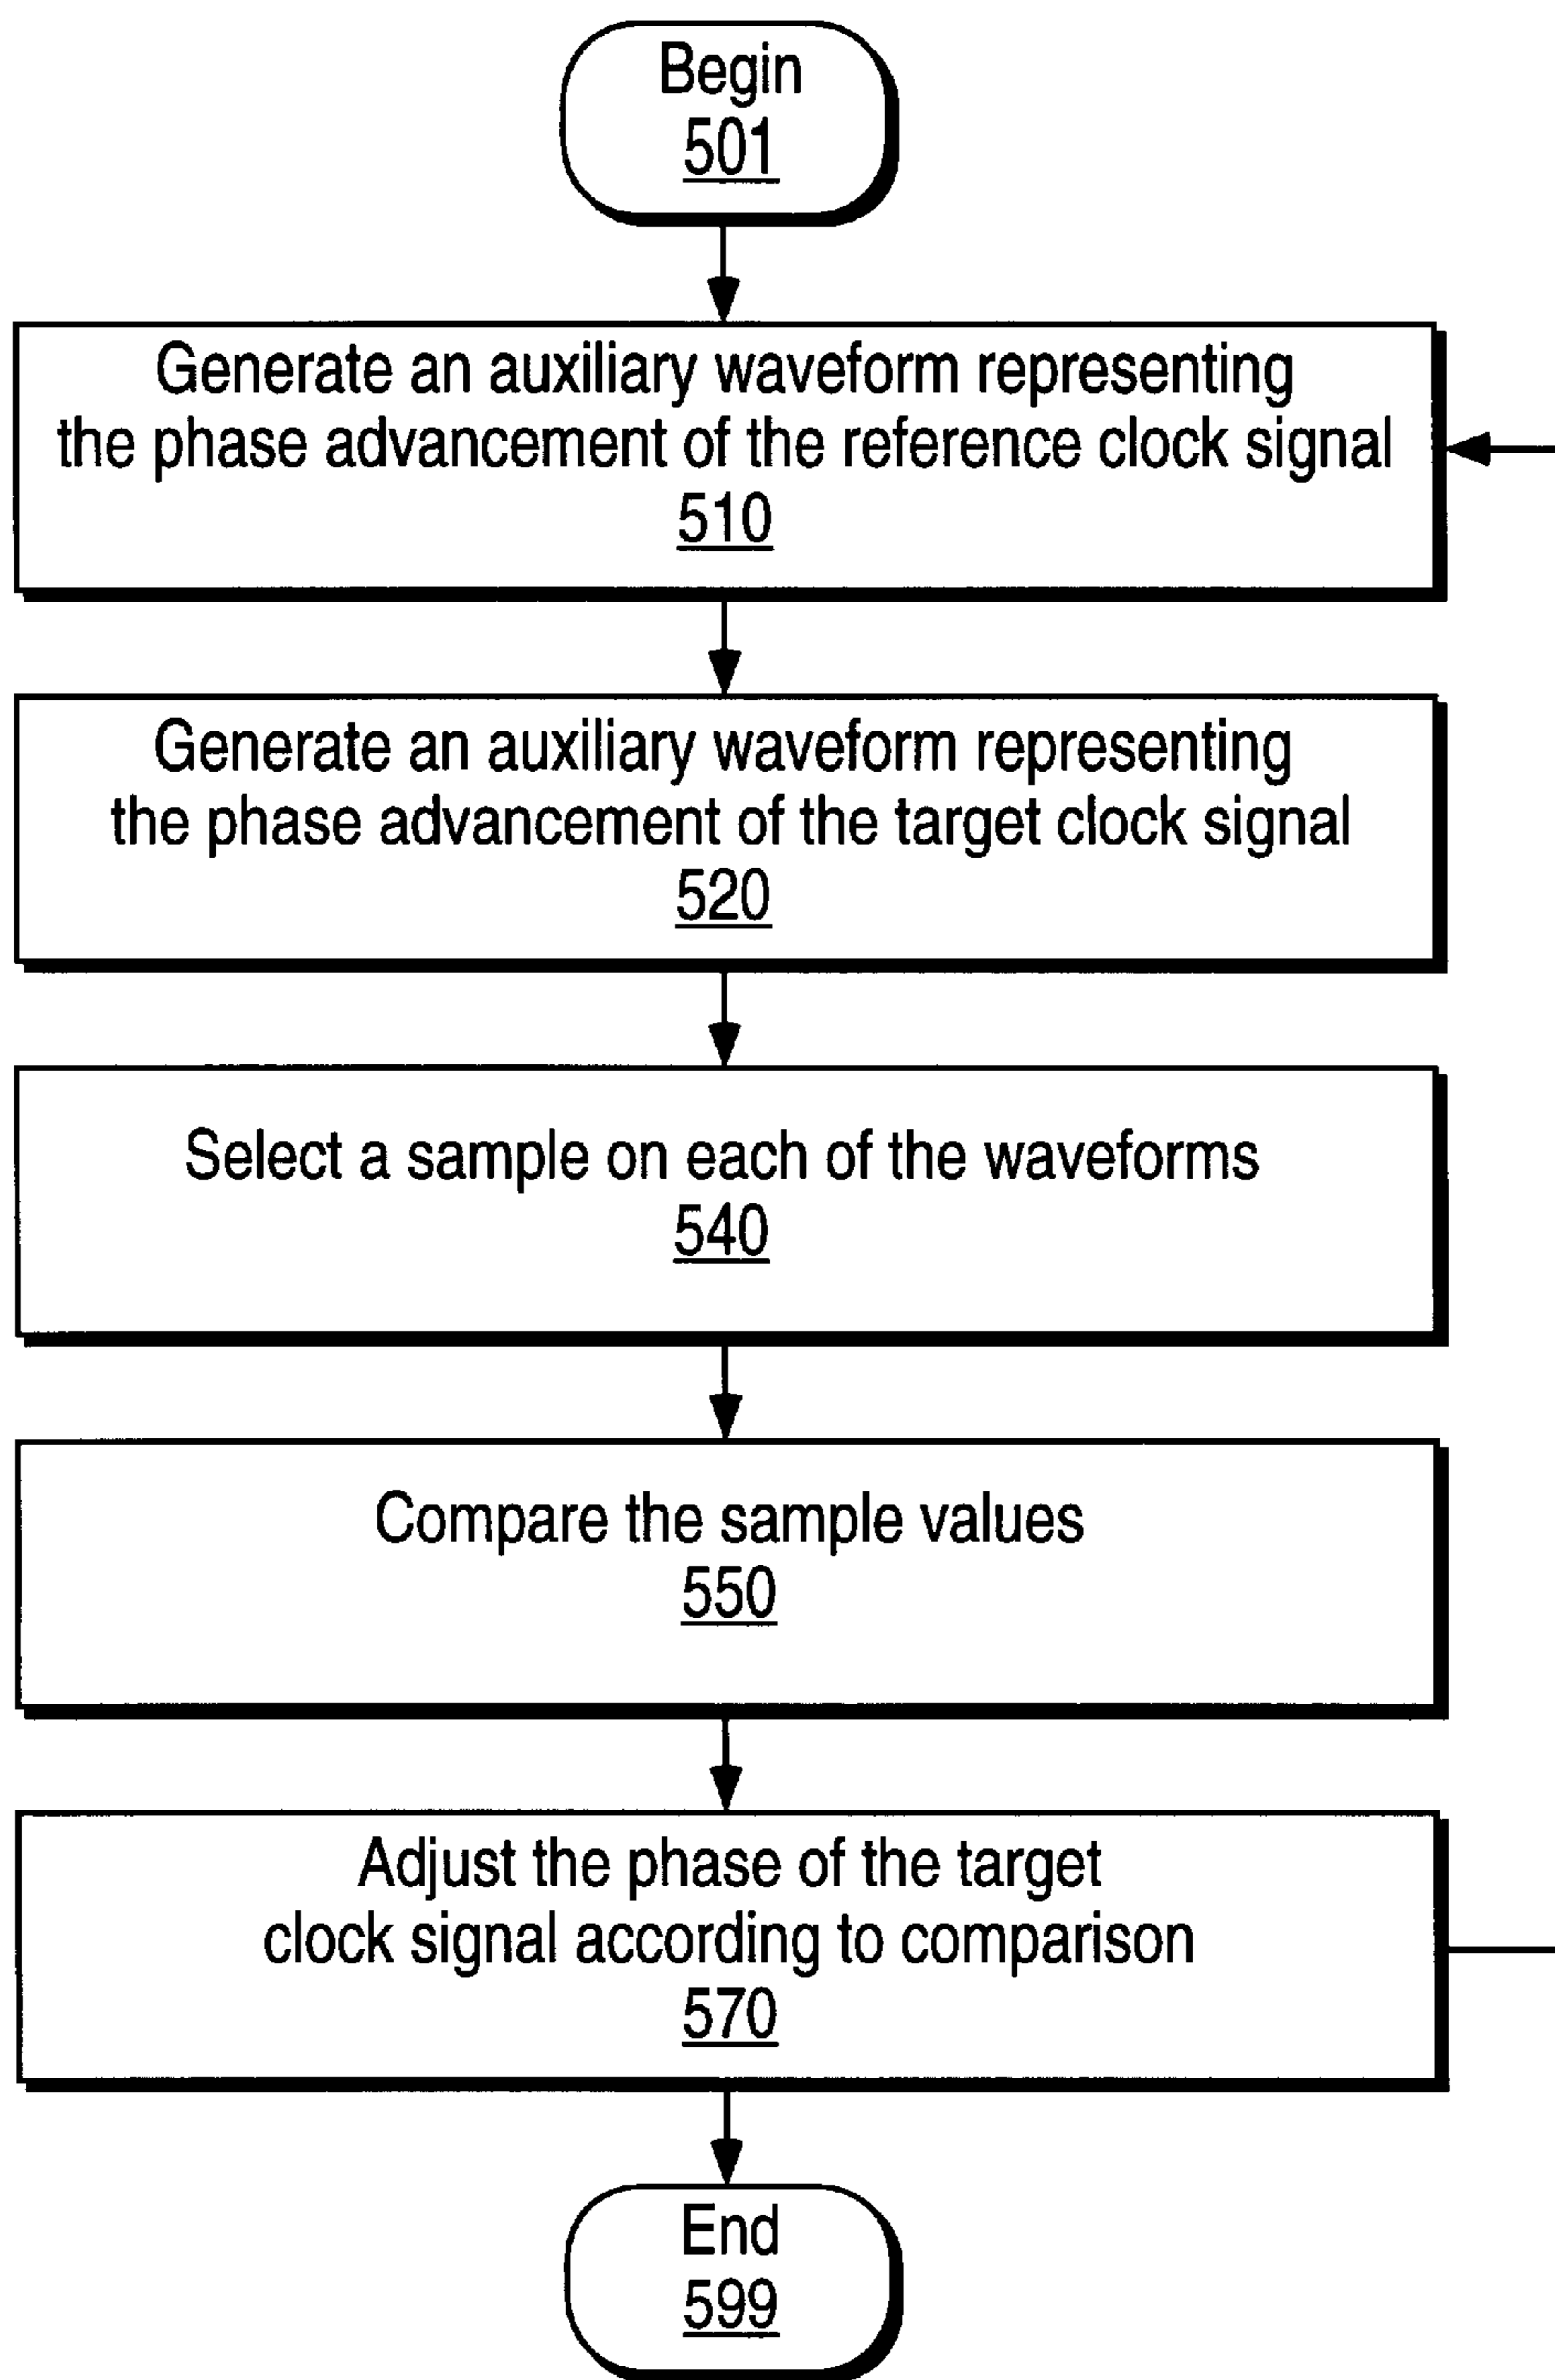 Begin
501
Generate an auxiliary waveform representing
the phase advancement of the reference clock signal
510
Generate an auxiliary waveform representing
the phase advancement of the target clock signal
520
Select a sample on each of the waveforms
540
Compare the sample values
550
Adjust the phase of the target
clock signal according to comparison
570
End
599